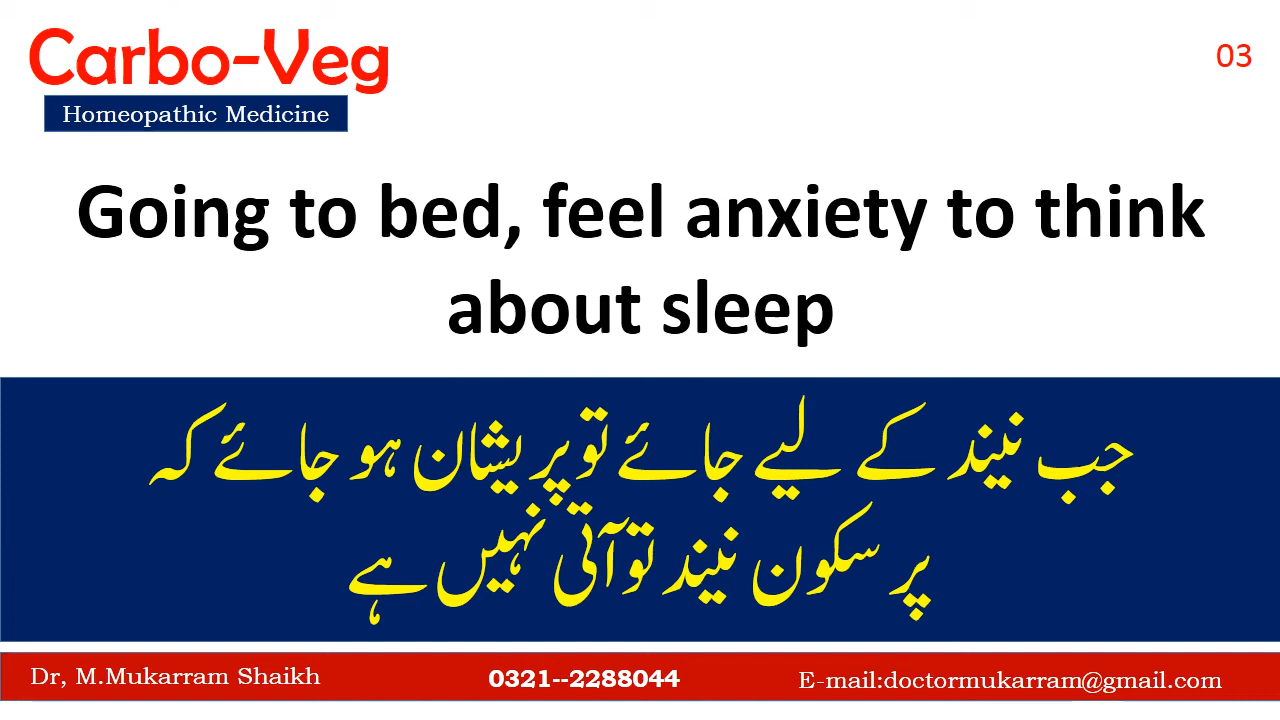 Carbo-Veg
03
Homeopathic Medicine
Going to bed, feel anxiety to think
about sleep
جب نیند کے لیے جائے تو پریشان ہو جائے کہ
پر سکون نیند تو آتی نہیں ہے
Dr, M.Mukarram Shaikh
0321--2288044
E-mail:doctormukarram@gmail.com